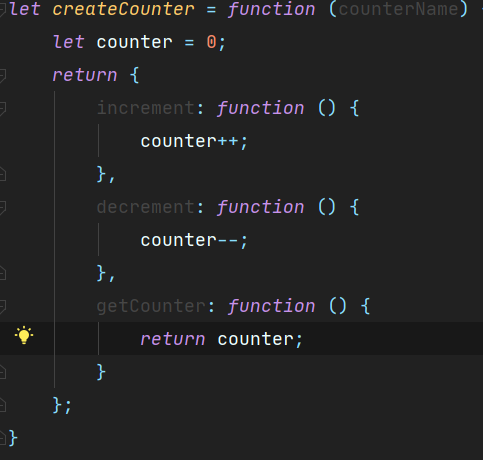 let createCounter = function (counterName) {
let counter = 0;
return {
increment: function () {
counter++;
},
decrement: function () {
counter--;
},
getCounter: function () {
return counter;
}
};
}